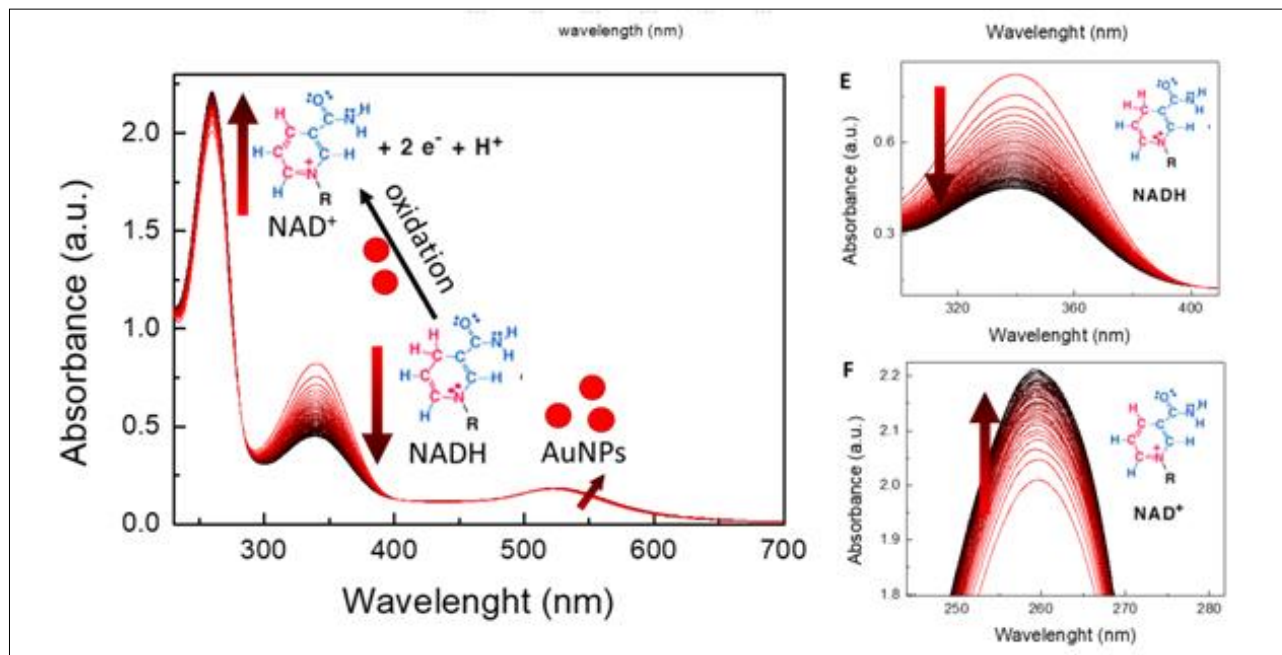 wavelength (nm)
Wavelenght (nm)
Absorbance (a.u.)
2.0
1.5
1.0
0.5
0.0
300
400
500
600
700
Wavelenght (nm)
O
H
H
C
N
H
C
C
H
C
C
C
H
H
N
+
R
+ 2 e⁻ + H⁺
NAD⁺
oxidation
O
H
H
H
C
N
H
C
C
H
C
C
C
H
H
N
R
NADH
AuNPs
E
Absorbance (a.u.)
0.6
0.3
320
360
400
Wavelenght (nm)
NADH
F
Absorbance (a.u.)
2.2
2.1
2.0
1.9
1.8
250
260
270
280
Wavelenght (nm)
NAD⁺